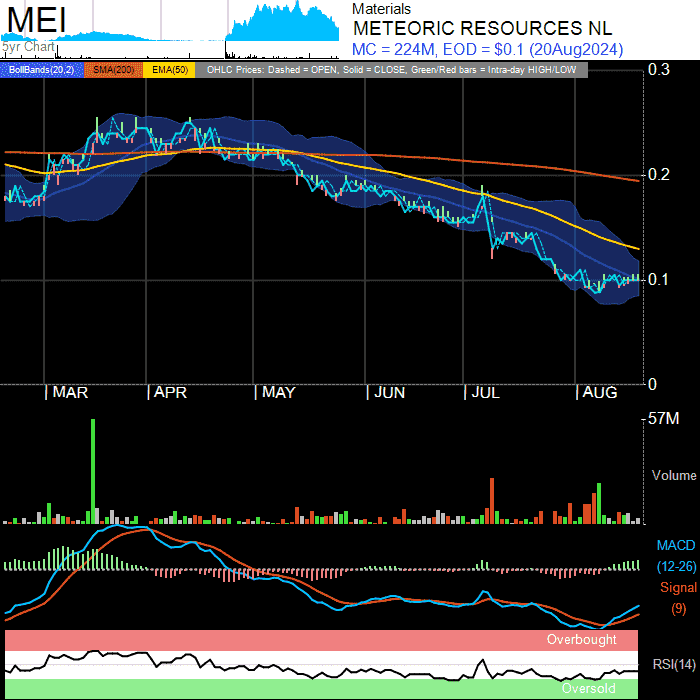 MEI
5yr Chart
Materials
METEORIC RESOURCES NL
MC = 224M, EOD = $0.1 (20Aug2024)
BollBands(20,2) SMA(200) EMA(50) OHLC Prices: Dashed = OPEN, Solid = CLOSE, Green/Red bars = Intra-day HIGH/LOW
0.3
0.2
0.1
0
| MAR | APR | MAY | JUN | JUL | AUG
57M
Volume
MACD
(12-26)
Signal
(9)
Overbought
RSI(14)
Oversold